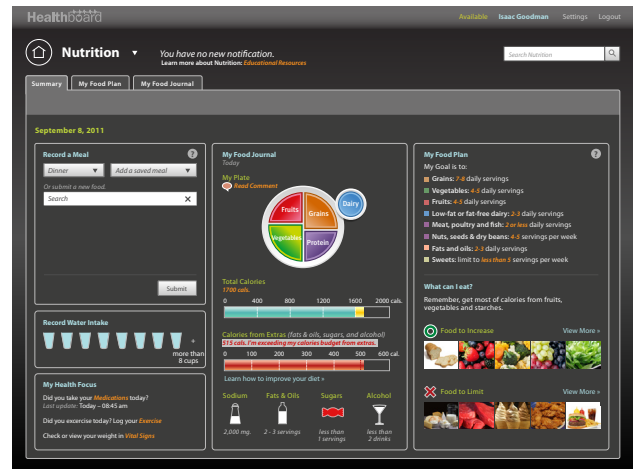 Healthboard
Available Isaac Goodman Settings Logout
Nutrition ▼
You have no new notification.
Learn more about Nutrition: Educational Resources
Search Nutrition
Summary My Food Plan My Food Journal
September 8, 2011
Record a Meal ?
Dinner ▼ Add a saved meal ▼
Or submit a new food.
Search X
Submit
Record Water Intake
+
more than
8 cups
My Health Focus
Did you take your Medications today?
Last update: Today – 08:45 am
Did you excercise today? Log your Exercise
Check or view your weight in Vital Signs
My Food Journal
Today
My Plate
Read Comment
Fruits
Grains
Dairy
Vegetables
Protein
Total Calories
1700 cals.
0 400 800 1200 1600 2000 cals.
Calories from Extras (fats & oils, sugars, and alcohol)
515 cals. I'm exceeding my calories budget from extras.
0 100 200 300 400 500 600 cal.
Learn how to improve your diet »
Sodium Fats & Oils Sugars Alcohol
2,000 mg. 2 - 3 servings less than
1 servings less than
2 drinks
My Food Plan ?
My Goal is to:
Grains: 7-8 daily servings
Vegetables: 4-5 daily servings
Fruits: 4-5 daily servings
Low-fat or fat-free dairy: 2-3 daily servings
Meat, poultry and fish: 2 or less daily servings
Nuts, seeds & dry beans: 4-5 servings per week
Fats and oils: 2-3 daily servings
Sweets: limit to less than 5 servings per week
What can I eat?
Remember, get most of calories from fruits,
vegetables and starches.
Food to Increase View More »
Food to Limit View More »